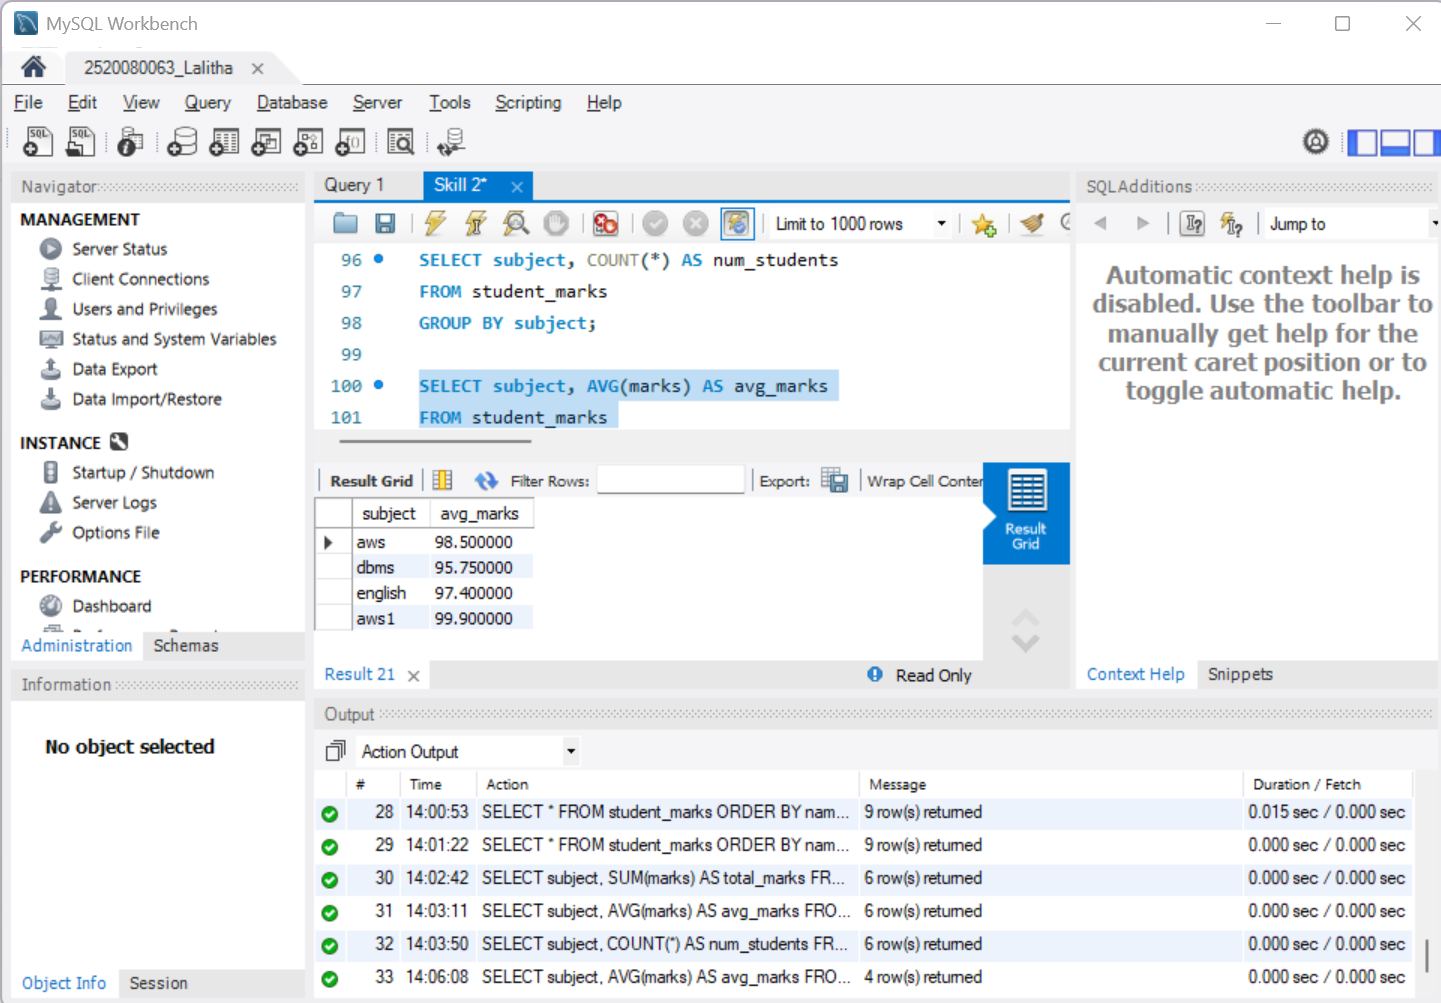 MySQL Workbench
2520080063_Lalitha
File Edit View Query Database Server Tools Scripting Help
Navigator
MANAGEMENT
Server Status
Client Connections
Users and Privileges
Status and System Variables
Data Export
Data Import/Restore
INSTANCE
Startup / Shutdown
Server Logs
Options File
PERFORMANCE
Dashboard
Administration Schemas
Information
No object selected
Object Info Session
Query 1 Skill 2*
Limit to 1000 rows
96 SELECT subject, COUNT(*) AS num_students
97 FROM student_marks
98 GROUP BY subject;
99
100 SELECT subject, AVG(marks) AS avg_marks
101 FROM student_marks
Result Grid Filter Rows: Export: Wrap Cell Conten
subject avg_marks
aws 98.500000
dbms 95.750000
english 97.400000
aws1 99.900000
Result
Grid
Result 21 Read Only
SQLAdditions
Jump to
Automatic context help is
disabled. Use the toolbar to
manually get help for the
current caret position or to
toggle automatic help.
Context Help Snippets
Output
Action Output
# Time Action Message Duration / Fetch
28 14:00:53 SELECT * FROM student_marks ORDER BY nam... 9 row(s) returned 0.015 sec / 0.000 sec
29 14:01:22 SELECT * FROM student_marks ORDER BY nam... 9 row(s) returned 0.000 sec / 0.000 sec
30 14:02:42 SELECT subject, SUM(marks) AS total_marks FR... 6 row(s) returned 0.000 sec / 0.000 sec
31 14:03:11 SELECT subject, AVG(marks) AS avg_marks FRO... 6 row(s) returned 0.000 sec / 0.000 sec
32 14:03:50 SELECT subject, COUNT(*) AS num_students FR... 6 row(s) returned 0.000 sec / 0.000 sec
33 14:06:08 SELECT subject, AVG(marks) AS avg_marks FRO... 4 row(s) returned 0.000 sec / 0.000 sec